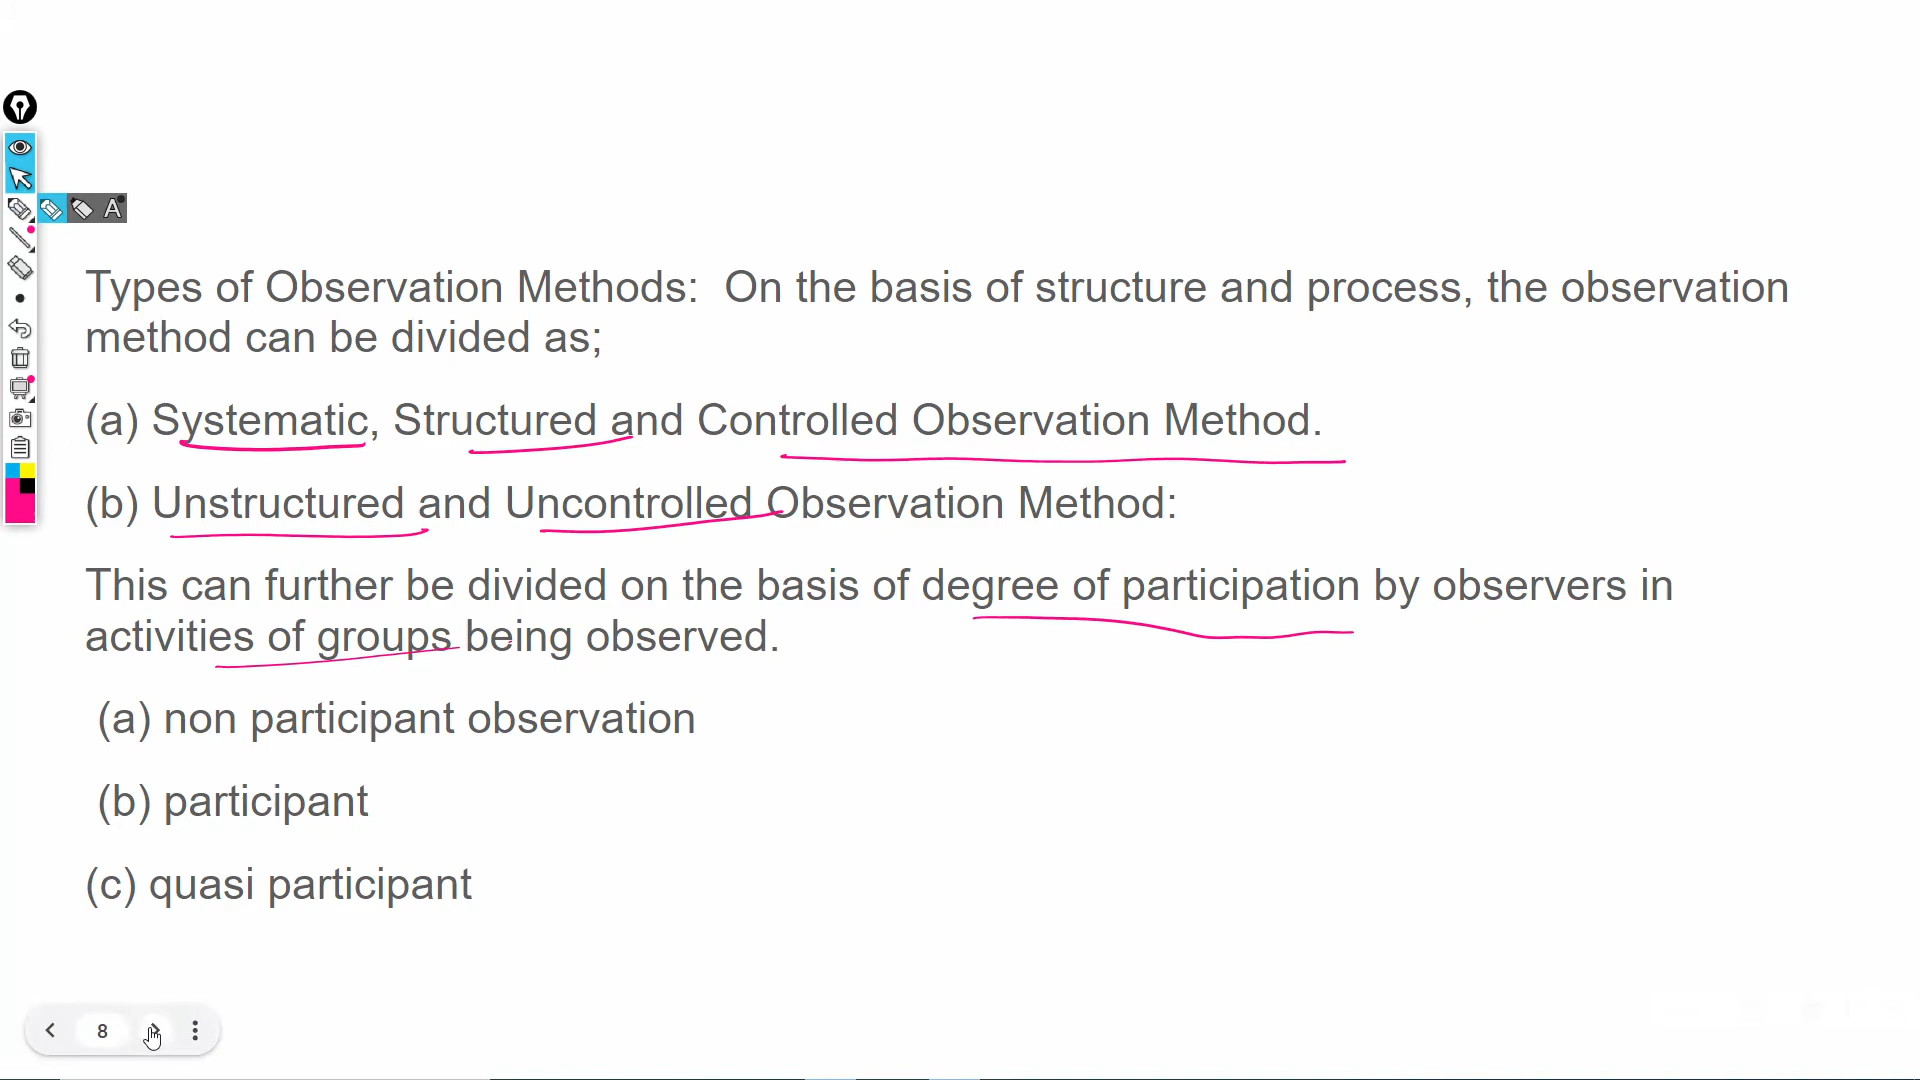 A
Types of Observation Methods: On the basis of structure and process, the observation
method can be divided as;
(a) Systematic, Structured and Controlled Observation Method.
(b) Unstructured and Uncontrolled Observation Method:
This can further be divided on the basis of degree of participation by observers in
activities of groups being observed.
(a) non participant observation
(b) participant
(c) quasi participant
8